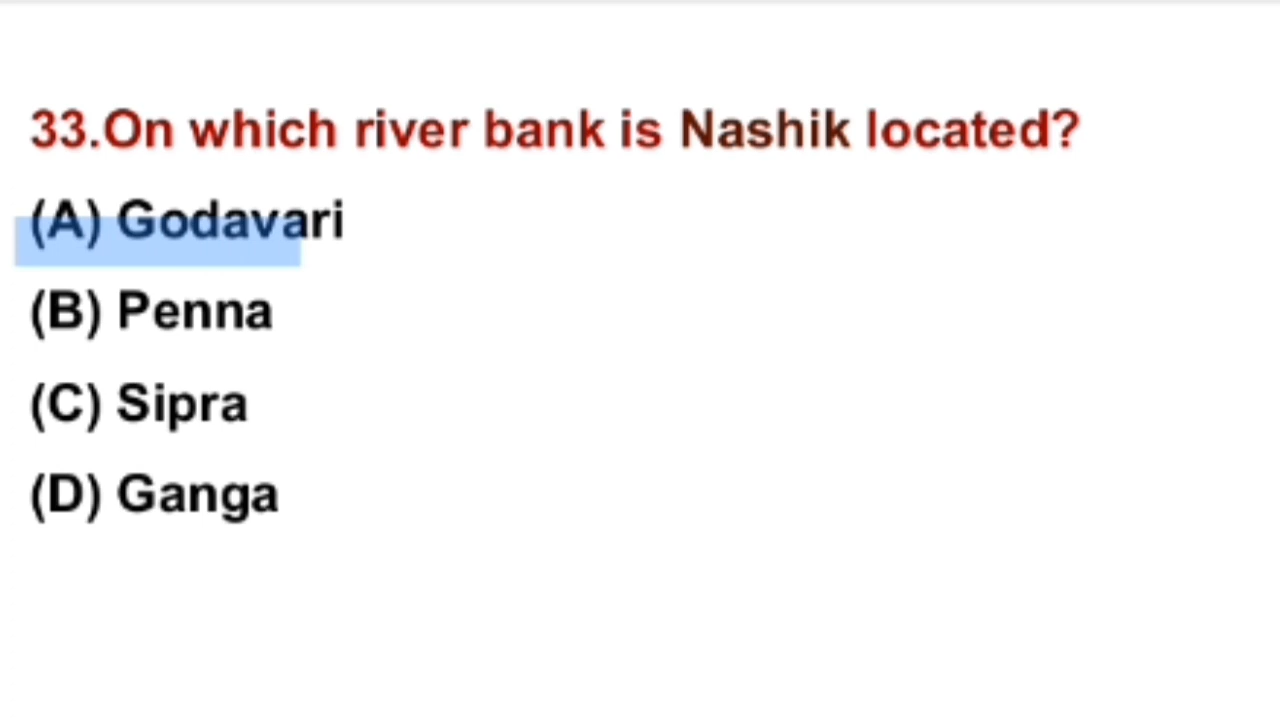 33.On which river bank is Nashik located?
(A) Godavari
(B) Penna
(C) Sipra
(D) Ganga